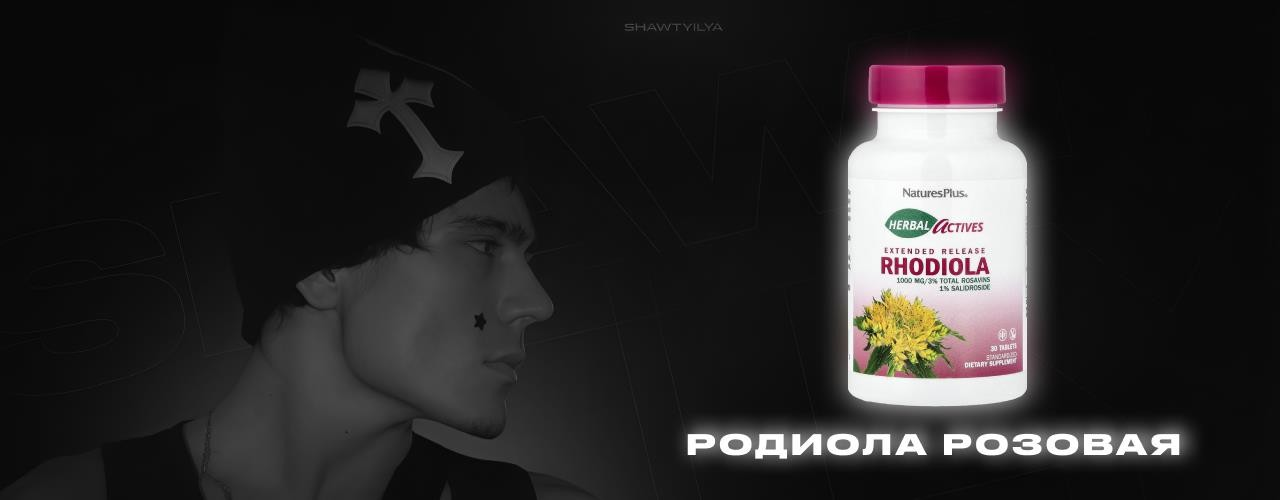 SHAWTYILYA
SHAWTY
NaturesPlus®
HERBAL ACTIVES
EXTENDED RELEASE
RHODIOLA
1000 MG/3% TOTAL ROSAVINS
1% SALIDROSIDE
30 TABLETS
STANDARDIZED
DIETARY SUPPLEMENT
РОДИОЛА РОЗОВАЯ